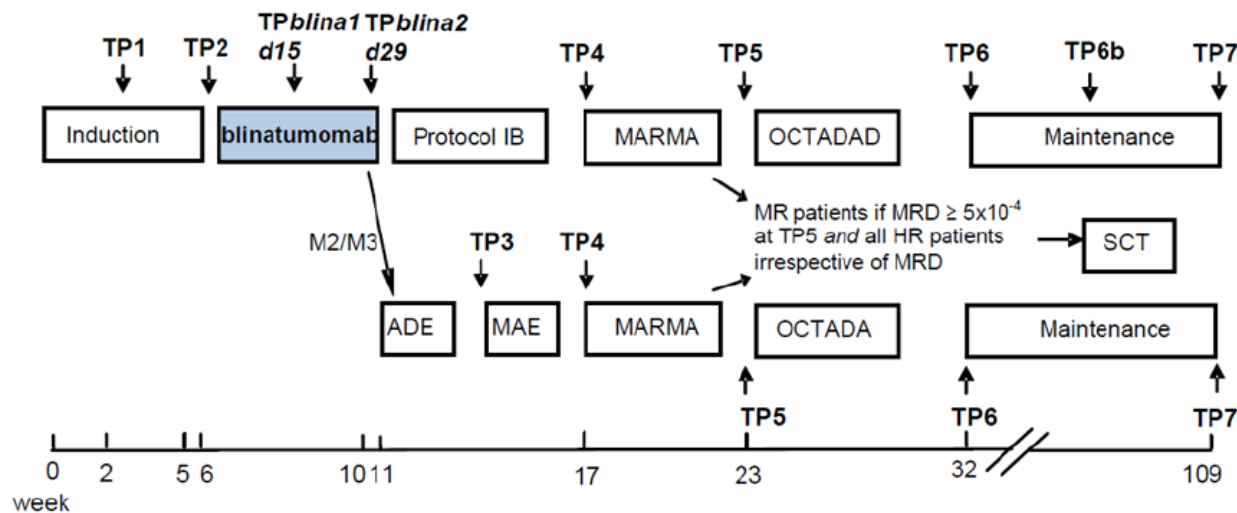 TPblina1 TPblina2
TP1 TP2 d15 d29 TP4 TP5 TP6 TP6b TP7
Induction blinatumomab Protocol IB MARMA OCTADAD Maintenance
MR patients if MRD ≥ 5x10⁻⁴
M2/M3 TP3 TP4 at TP5 and all HR patients SCT
irrespective of MRD
ADE MAE MARMA OCTADA Maintenance
TP5 TP6 TP7
0 2 5 6 10 11 17 23 32 109
week